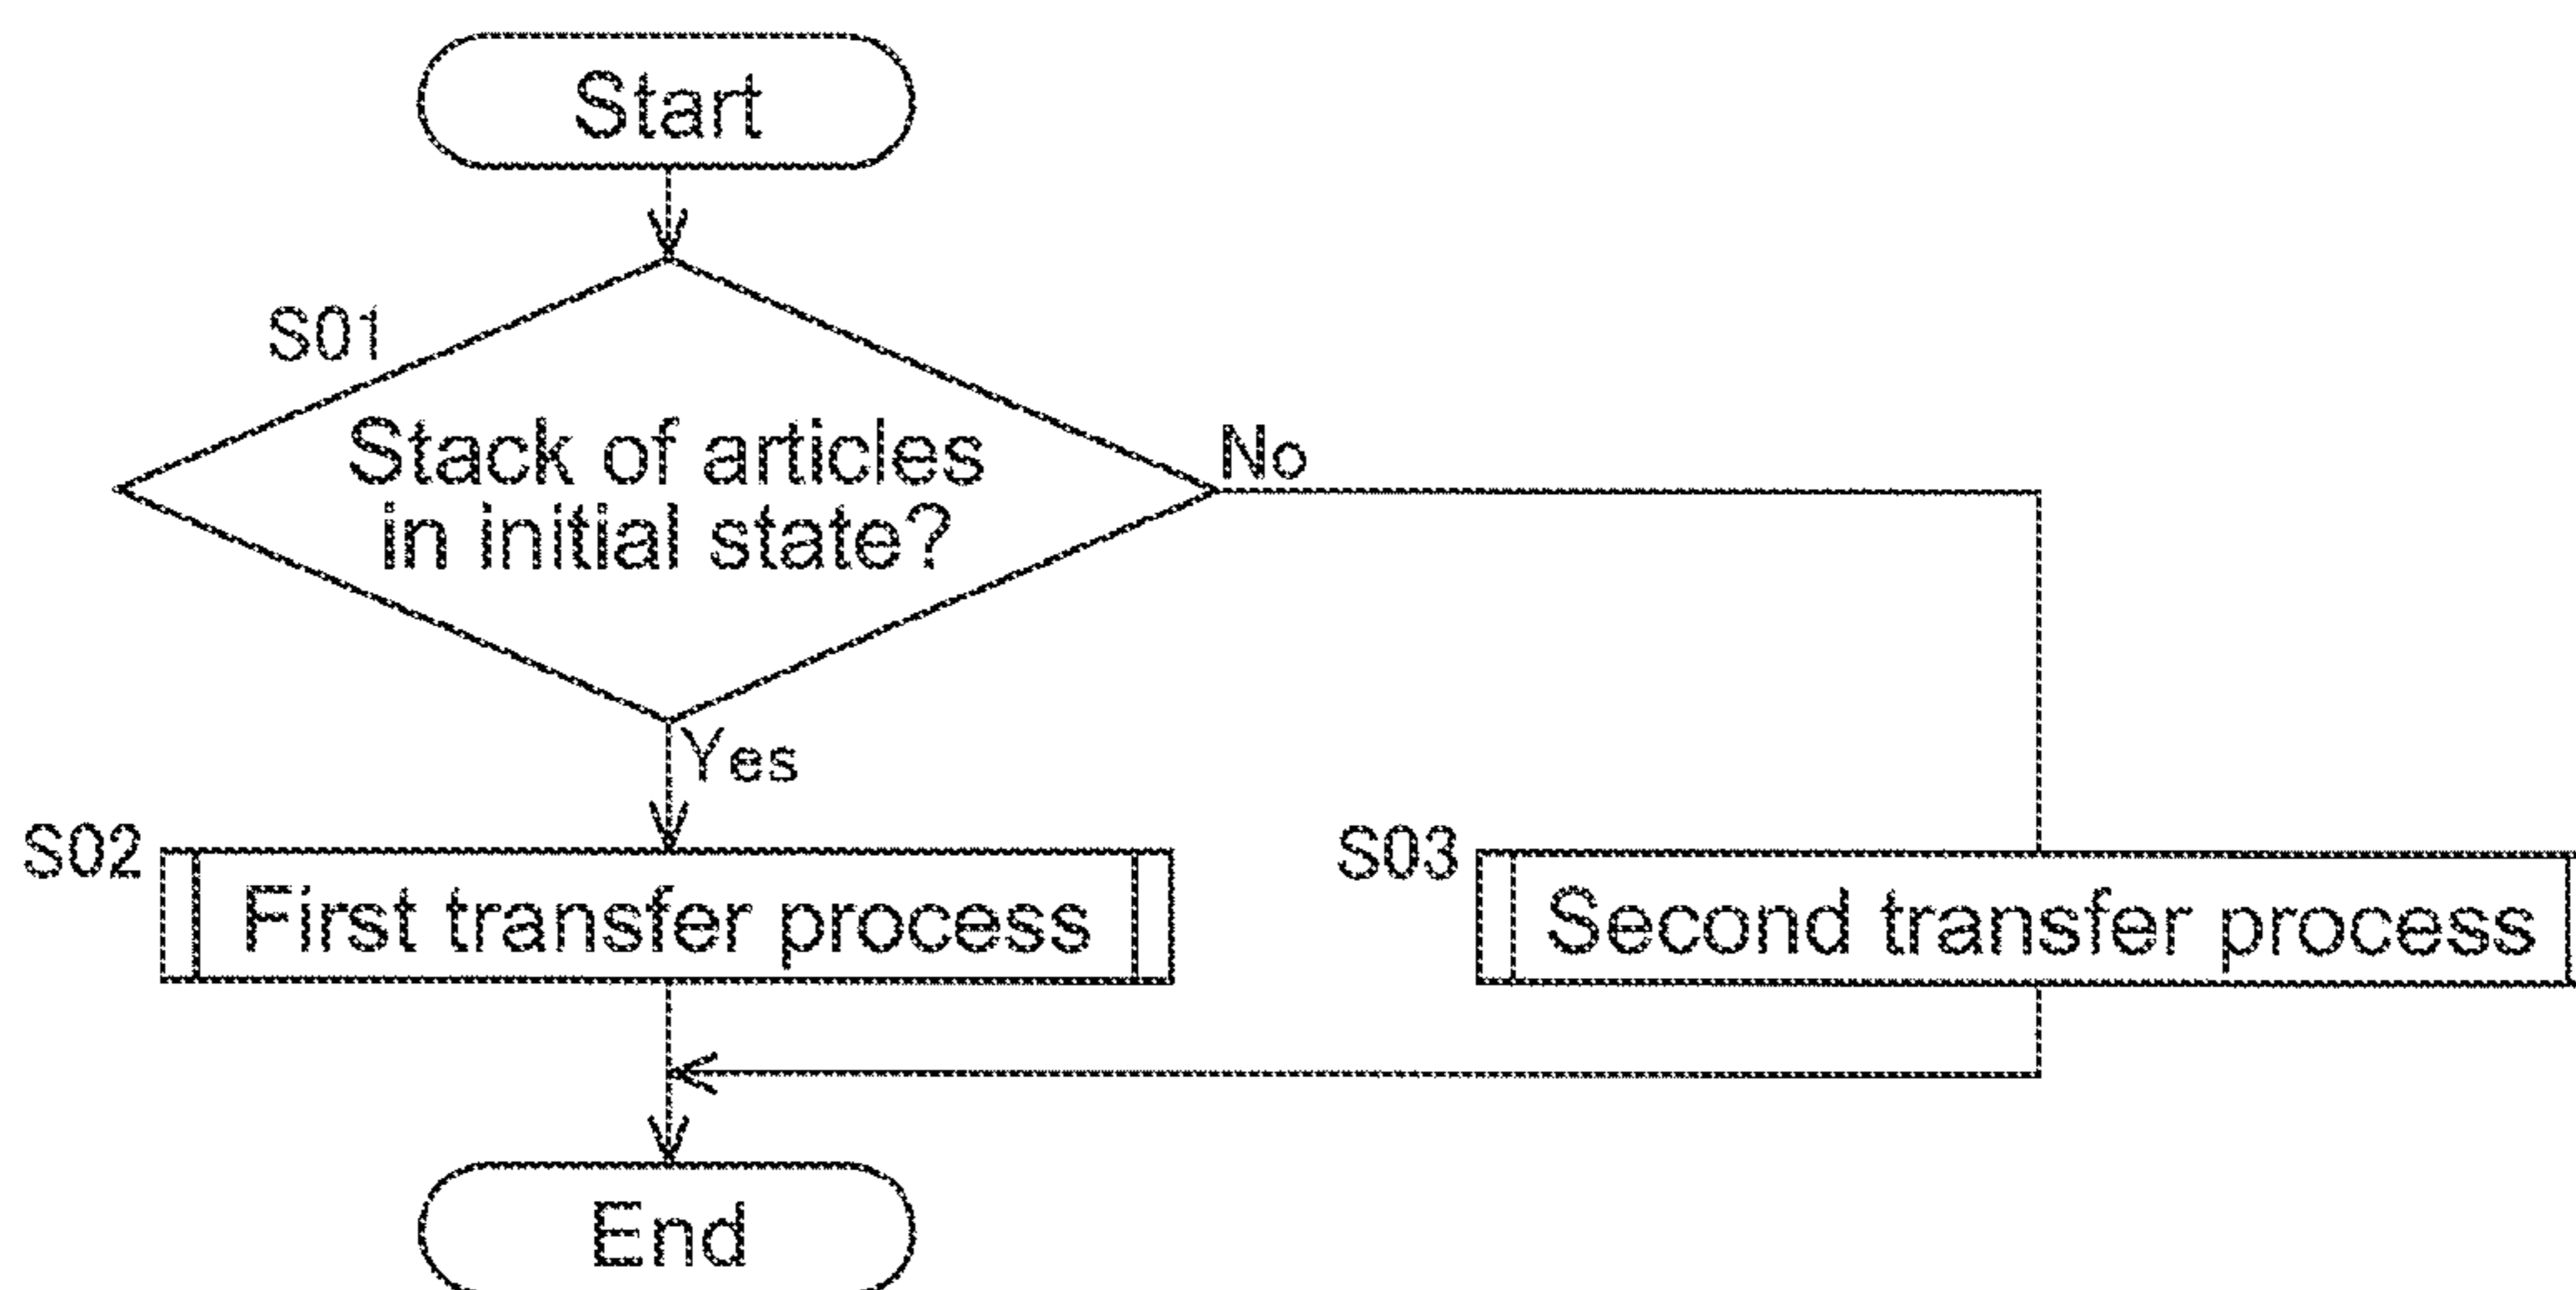 Start
S01
Stack of articles
in initial state?
No
Yes
S02
First transfer process
S03
Second transfer process
End